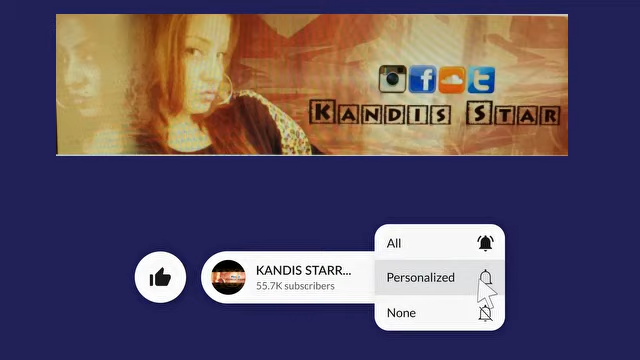 KANDIS STAR
KANDIS STARR...
55.7K subscribers
All
Personalized
None